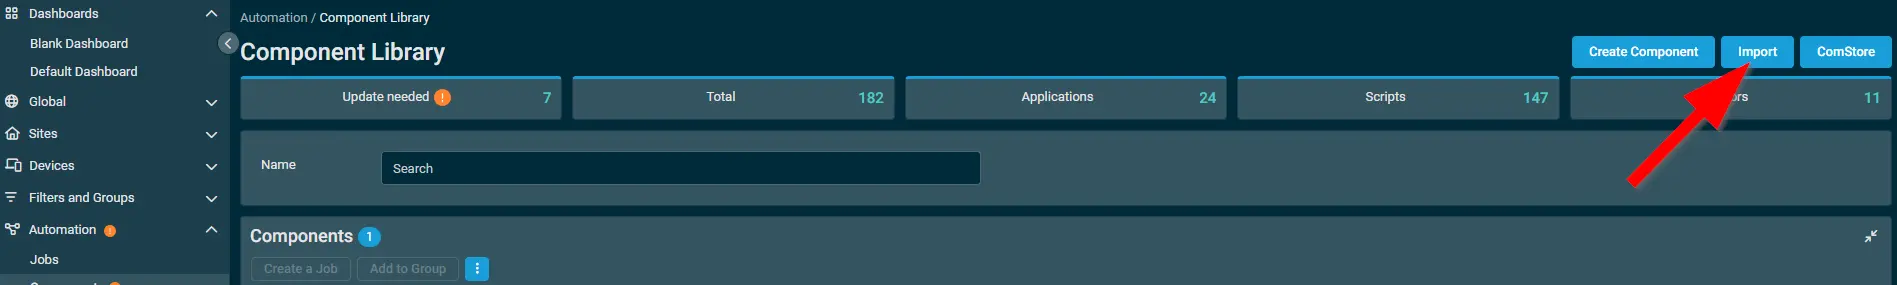 Dashboards
Blank Dashboard
Default Dashboard
Global
Sites
Devices
Filters and Groups
Automation
Jobs
Automation / Component Library
Component Library
Create Component
Import
ComStore
Update needed ! 7
Total 182
Applications 24
Scripts 147
11
Name
Search
Components 1
Create a Job
Add to Group